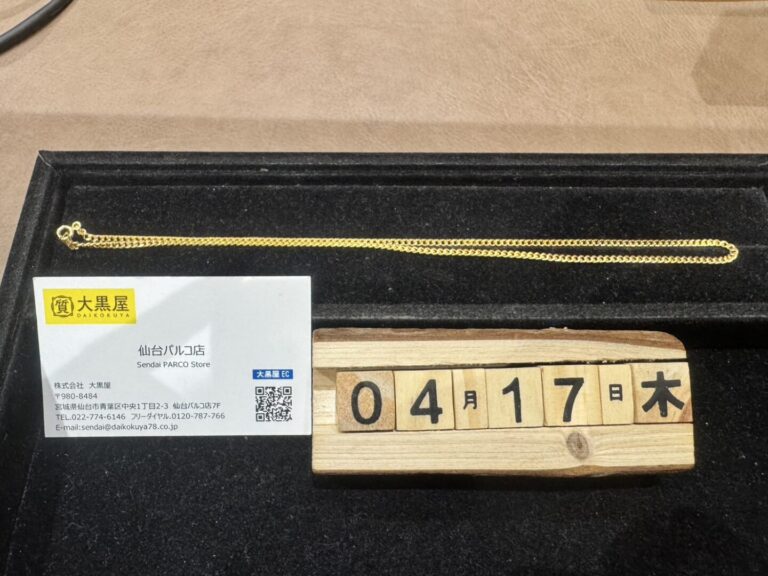 質 大黒屋
DAIKOKUYA
仙台パルコ店
Sendai PARCO Store
大黒屋 EC
株式会社 大黒屋
〒980-8484
宮城県仙台市青葉区中央1丁目2-3 仙台パルコ店7F
TEL.022-774-6146 フリーダイヤル.0120-787-766
E-mail:sendai@daikokuya78.co.jp
04月17日木